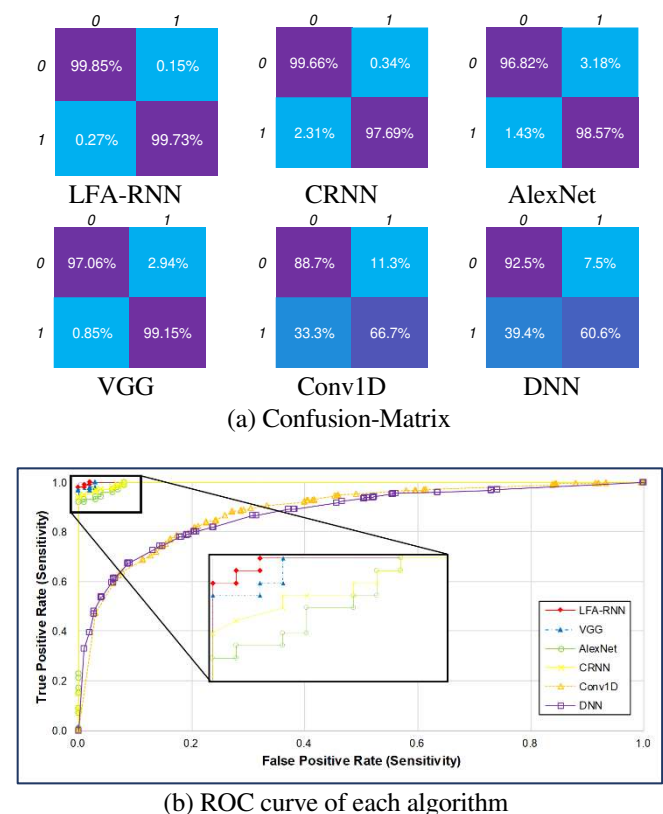 0 1 0 1 0 1
0 99.85% 0.15% 0 99.66% 0.34% 0 96.82% 3.18%
1 0.27% 99.73% 1 2.31% 97.69% 1 1.43% 98.57%
LFA-RNN CRNN AlexNet
0 1 0 1 0 1
0 97.06% 2.94% 0 88.7% 11.3% 0 92.5% 7.5%
1 0.85% 99.15% 1 33.3% 66.7% 1 39.4% 60.6%
VGG Conv1D DNN
(a) Confusion-Matrix
True Positive Rate (Sensitivity)
1.0
0.8
0.6
0.4
0.2
0.0
LFA-RNN
VGG
AlexNet
CRNN
Conv1D
DNN
0.0 0.2 0.4 0.6 0.8 1.0
False Positive Rate (Sensitivity)
(b) ROC curve of each algorithm